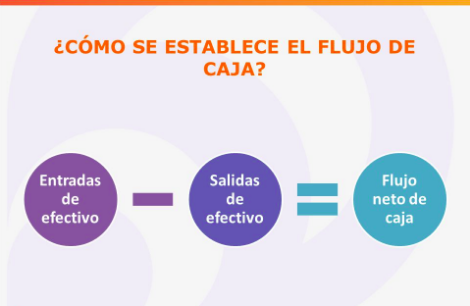 ¿CÓMO SE ESTABLECE EL FLUJO DE
CAJA?
Entradas
de
efectivo
Salidas
de
efectivo
Flujo
neto de
caja